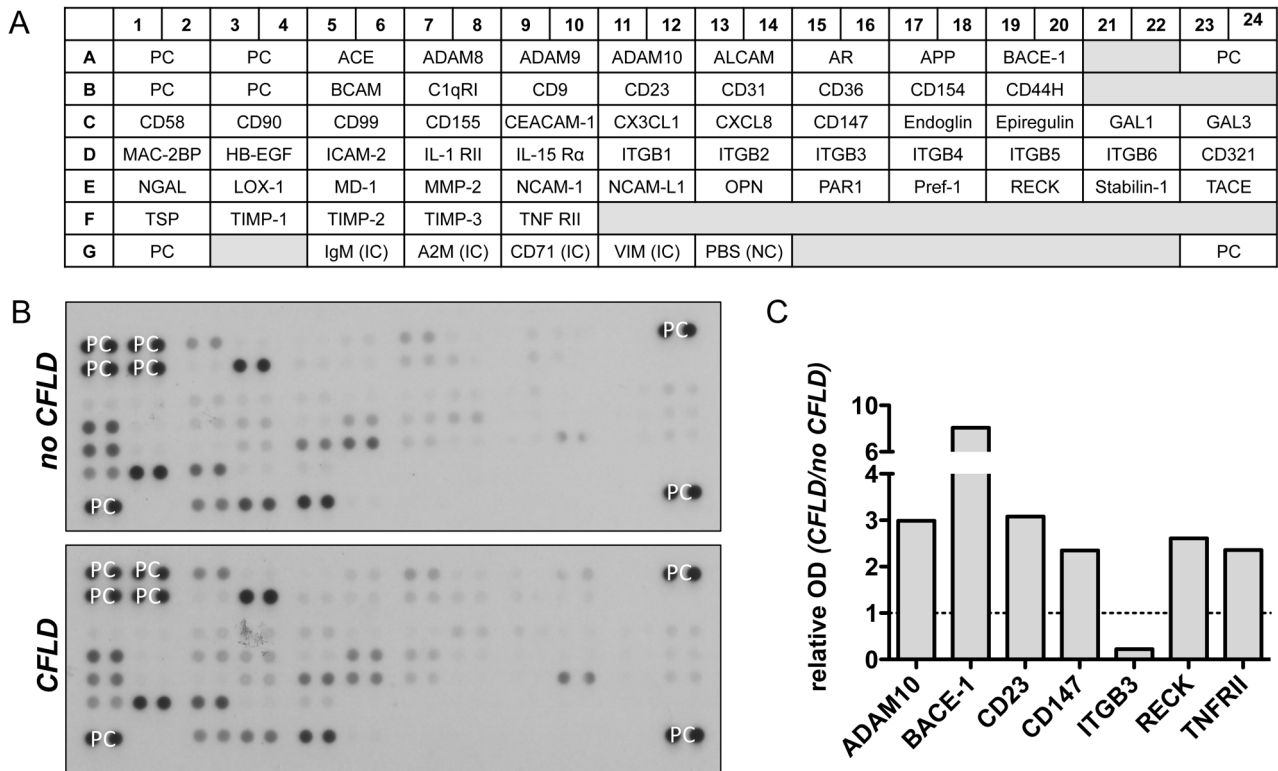 A
1 2 3 4 5 6 7 8 9 10 11 12 13 14 15 16 17 18 19 20 21 22 23 24
A PC PC ACE ADAM8 ADAM9 ADAM10 ALCAM AR APP BACE-1 PC
B PC PC BCAM C1qRI CD9 CD23 CD31 CD36 CD154 CD44H
C CD58 CD90 CD99 CD155 CEACAM-1 CX3CL1 CXCL8 CD147 Endoglin Epiregulin GAL1 GAL3
D MAC-2BP HB-EGF ICAM-2 IL-1 RII IL-15 Rα ITGB1 ITGB2 ITGB3 ITGB4 ITGB5 ITGB6 CD321
E NGAL LOX-1 MD-1 MMP-2 NCAM-1 NCAM-L1 OPN PAR1 Pref-1 RECK Stabilin-1 TACE
F TSP TIMP-1 TIMP-2 TIMP-3 TNF RII
G PC IgM (IC) A2M (IC) CD71 (IC) VIM (IC) PBS (NC) PC
B
no CFLD
PC PC PC
PC PC
PC PC
CFLD
PC PC PC
PC PC
PC PC
C
relative OD (CFLD/no CFLD)
10
6
4
3
2
1
0
ADAM10 BACE-1 CD23 CD147 ITGB3 RECK TNFRII